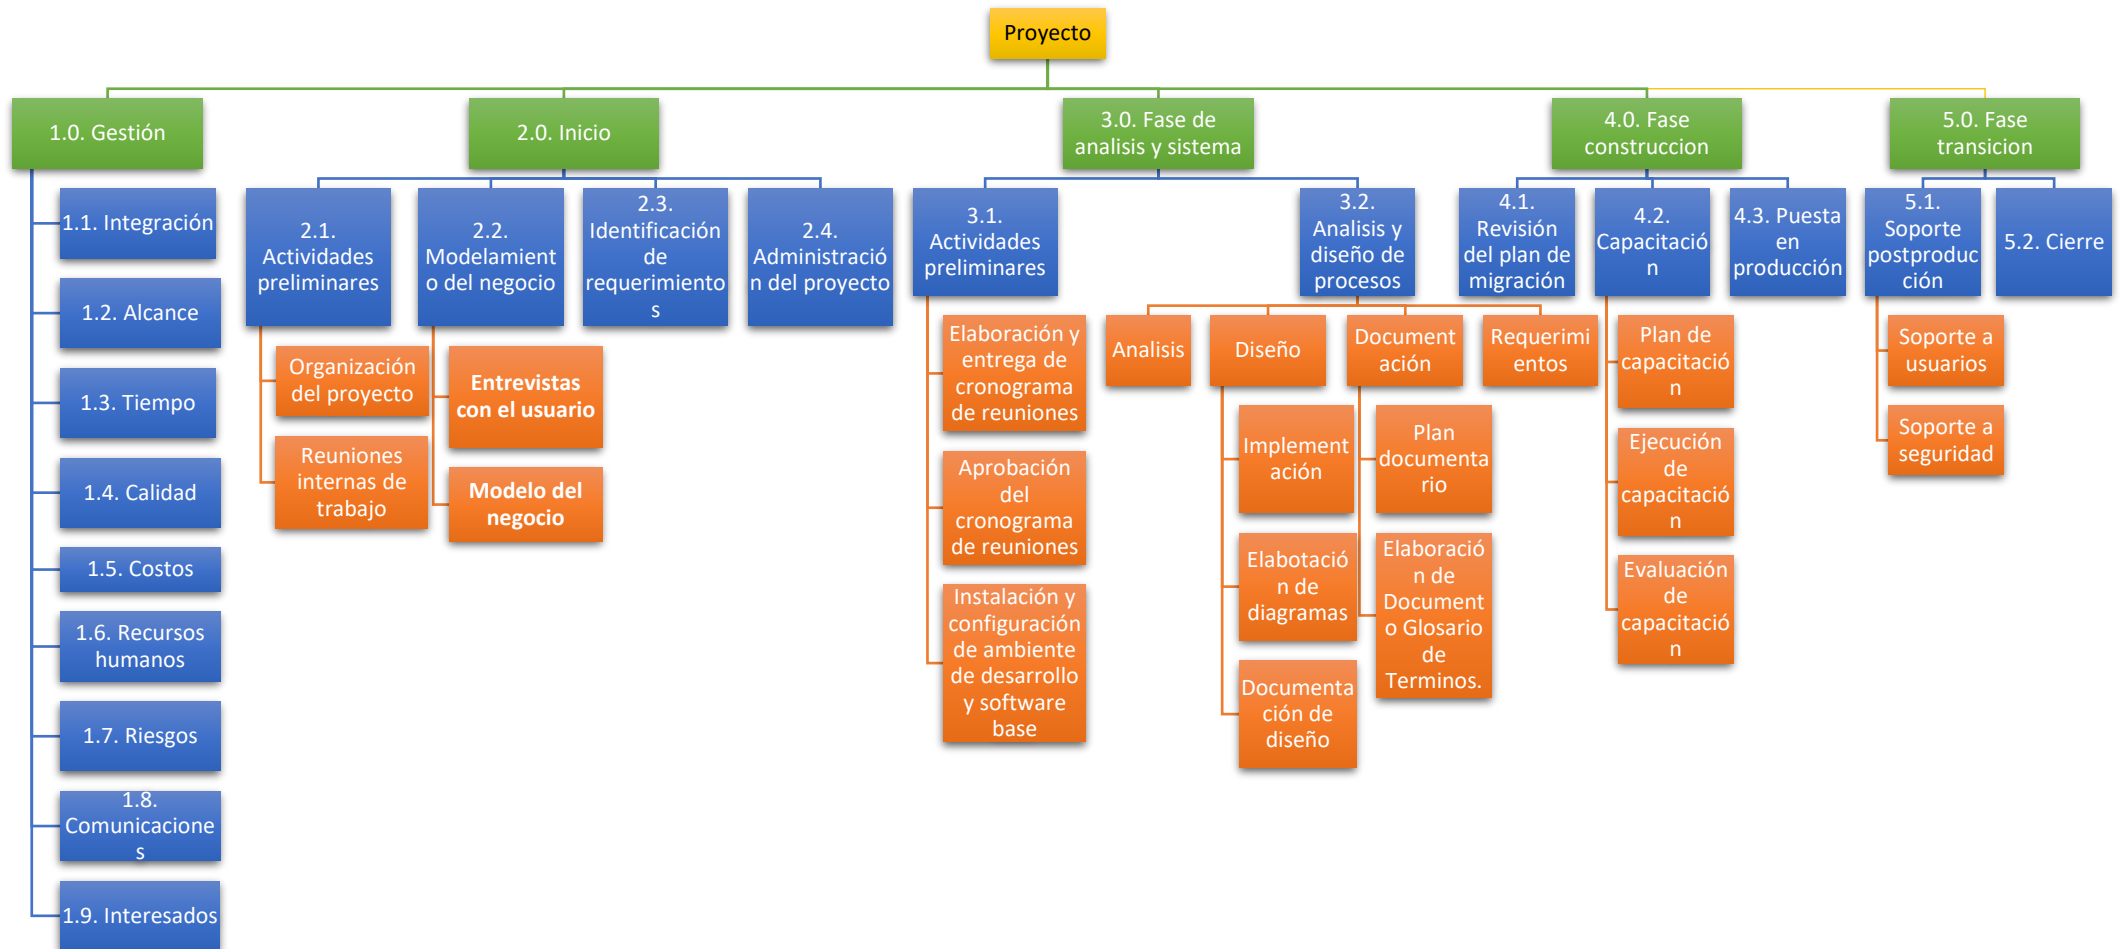 Proyecto
1.0. Gestión
1.1. Integración
1.2. Alcance
1.3. Tiempo
1.4. Calidad
1.5. Costos
1.6. Recursos
humanos
1.7. Riesgos
1.8.
Comunicacione
s
1.9. Interesados
2.0. Inicio
2.1.
Actividades
preliminares
Organización
del proyecto
Reuniones
internas de
trabajo
2.2.
Modelamient
o del negocio
Entrevistas
con el usuario
Modelo del
negocio
2.3.
Identificación
de
requerimiento
s
2.4.
Administració
n del proyecto
3.0. Fase de
analisis y sistema
3.1.
Actividades
preliminares
Elaboración y
entrega de
cronograma
de reuniones
Aprobación
del
cronograma
de reuniones
Instalación y
configuración
de ambiente
de desarrollo
y software
base
3.2.
Analisis y
diseño de
procesos
Analisis
Diseño
Implement
ación
Elabotació
n de
diagramas
Documenta
ción de
diseño
Document
ación
Plan
documenta
rio
Elaboració
n de
Document
o Glosario
de
Terminos.
Requerimi
entos
4.0. Fase
construccion
4.1.
Revisión
del plan de
migración
4.2.
Capacitació
n
Plan de
capacitació
n
Ejecución
de
capacitació
n
Evaluación
de
capacitació
n
4.3. Puesta
en
producción
5.0. Fase
transicion
5.1.
Soporte
postproduc
ción
Soporte a
usuarios
Soporte a
seguridad
5.2. Cierre